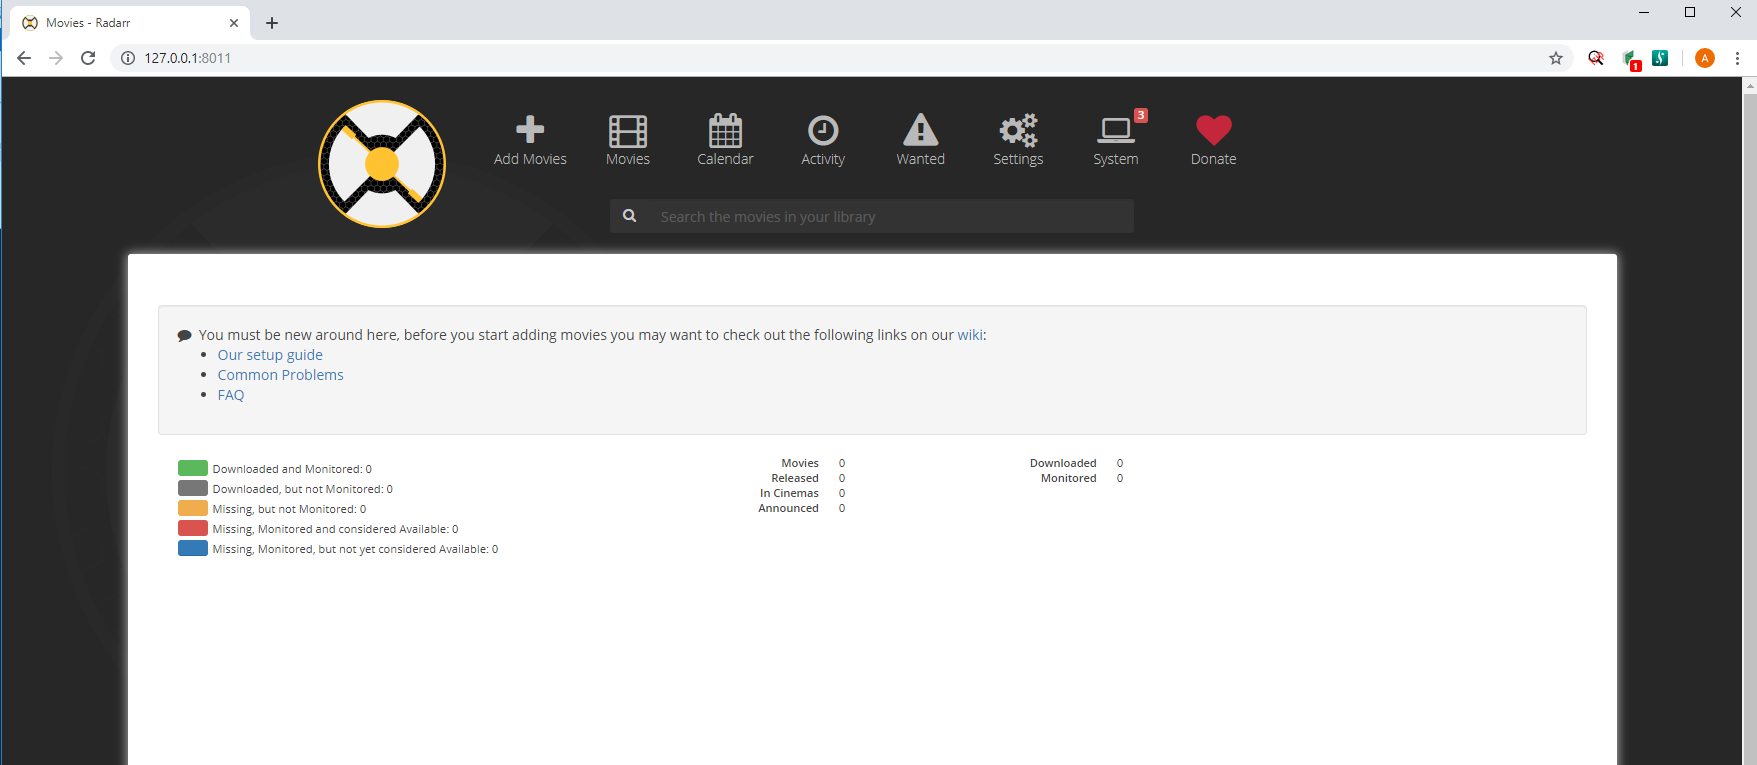 Movies - Radarr
127.0.0.1:8011
1
A
3
Add Movies
Movies
Calendar
Activity
Wanted
Settings
System
Donate
Search the movies in your library
You must be new around here, before you start adding movies you may want to check out the following links on our wiki:
Our setup guide
Common Problems
FAQ
Downloaded and Monitored: 0
Downloaded, but not Monitored: 0
Missing, but not Monitored: 0
Missing, Monitored and considered Available: 0
Missing, Monitored, but not yet considered Available: 0
Movies 0
Released 0
In Cinemas 0
Announced 0
Downloaded 0
Monitored 0